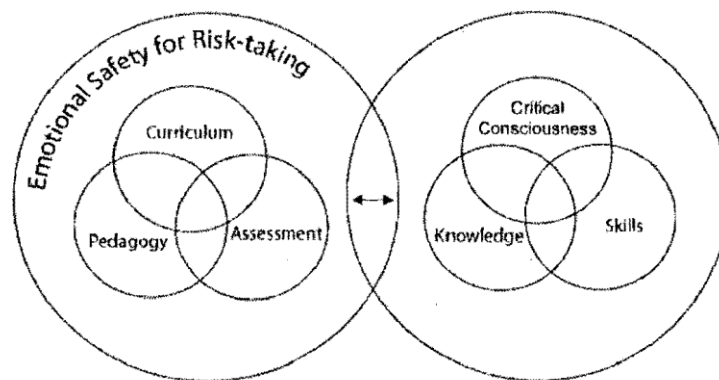 Emotional Safety for Risk-taking
Curriculum
Pedagogy
Assessment
Critical
Consciousness
Knowledge
Skills